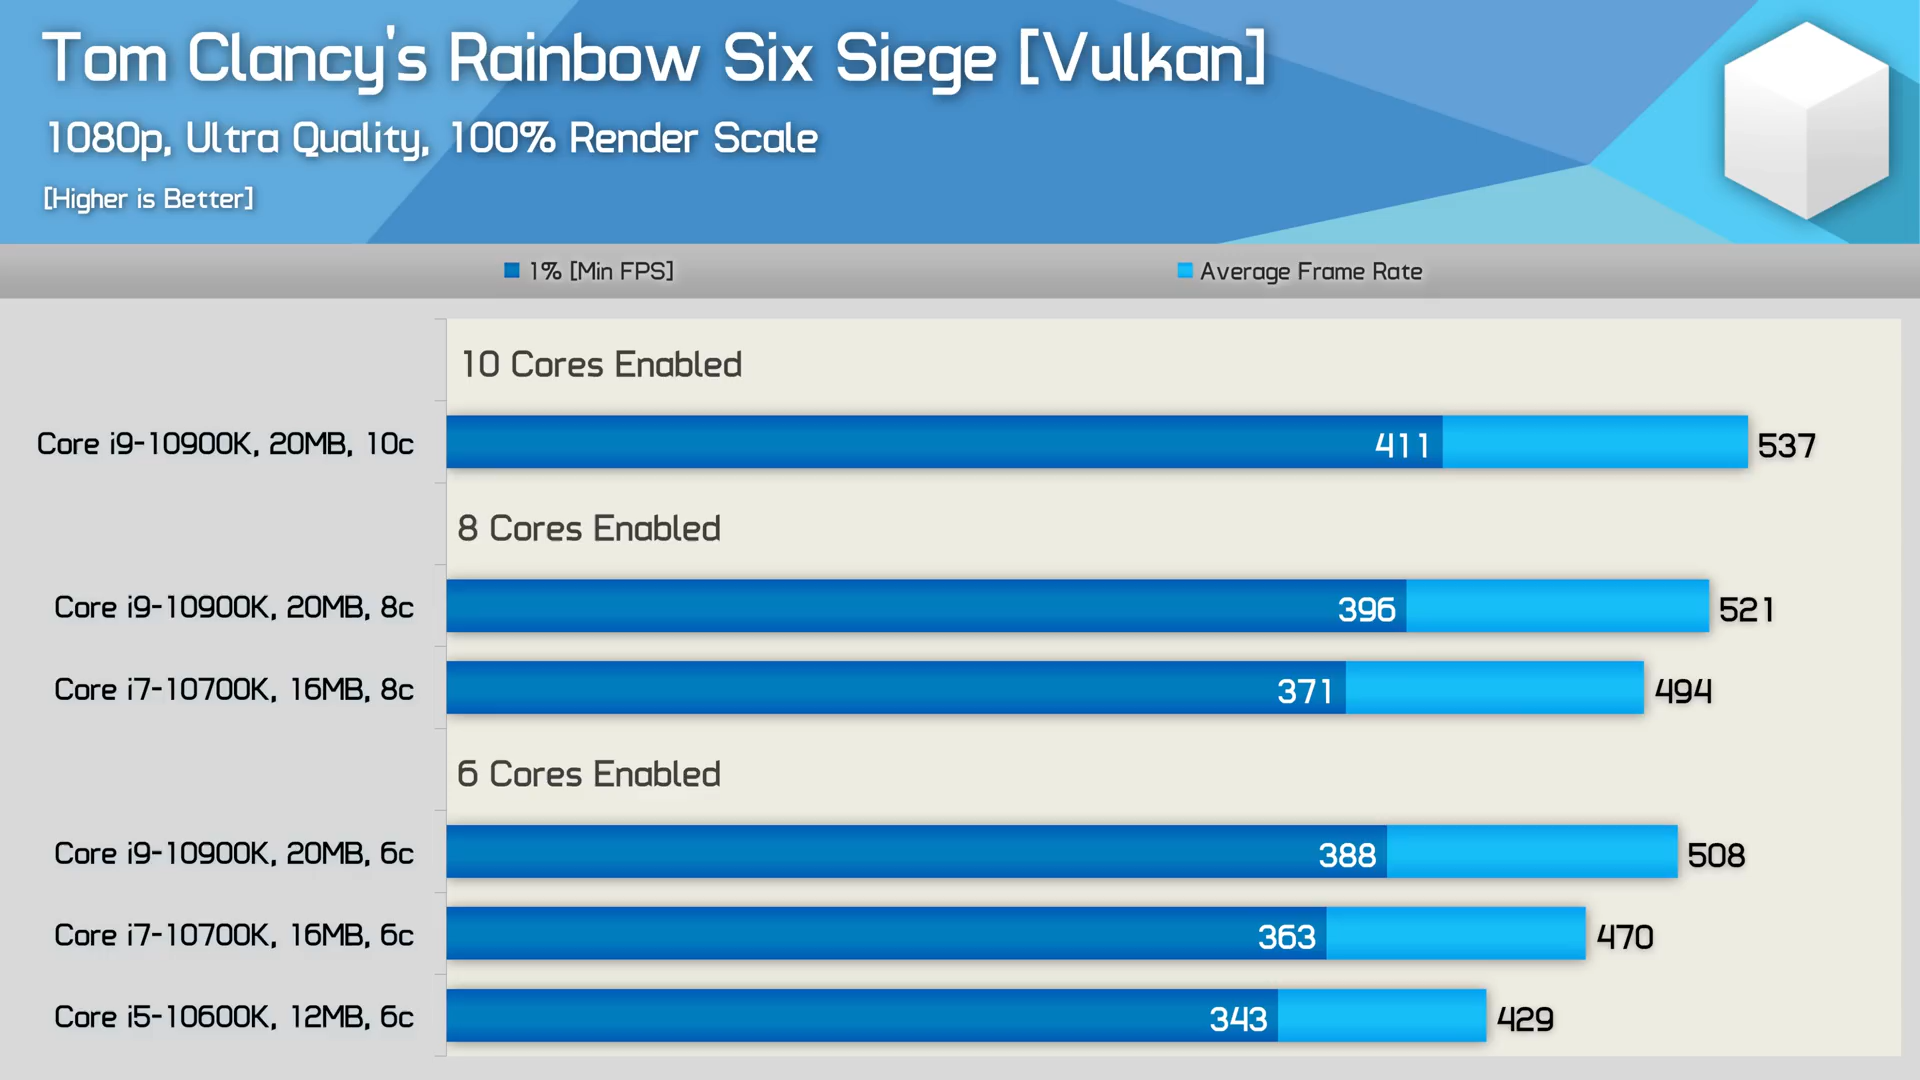 Tom Clancy's Rainbow Six Siege [Vulkan]
1080p, Ultra Quality, 100% Render Scale
[Higher is Better]
1% [Min FPS]
Average Frame Rate
10 Cores Enabled
Core i9-10900K, 20MB, 10c 411 537
8 Cores Enabled
Core i9-10900K, 20MB, 8c 396 521
Core i7-10700K, 16MB, 8c 371 494
6 Cores Enabled
Core i9-10900K, 20MB, 6c 388 508
Core i7-10700K, 16MB, 6c 363 470
Core i5-10600K, 12MB, 6c 343 429